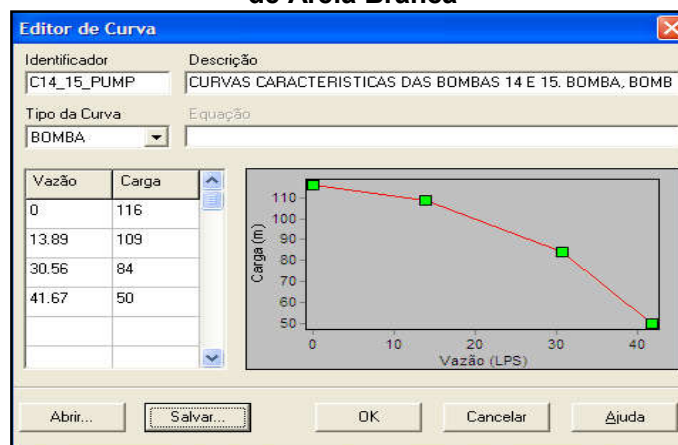 de Areia Branca
Editor de Curva
Identificador Descrição
C14_15_PUMP CURVAS CARACTERISTICAS DAS BOMBAS 14 E 15. BOMBA, BOMB
Tipo da Curva Equação
BOMBA
Vazão Carga
0 116
13.89 109
30.56 84
41.67 50
Carga (m)
110
100
90
80
70
60
50
0 10 20 30 40
Vazão (LPS)
Abrir... Salvar... OK Cancelar Ajuda